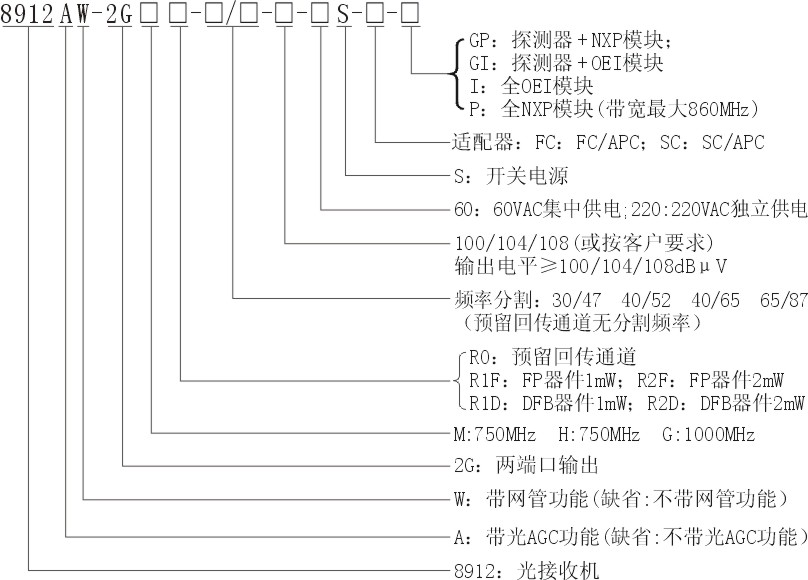 8912AW-2G□ □-□/□-□-□S-□-□
GP: 探测器+NXP模块;
GI: 探测器+OEI模块
I: 全OEI模块
P: 全NXP模块(带宽最大860MHz)
适配器: FC: FC/APC; SC: SC/APC
S: 开关电源
60: 60VAC集中供电;220:220VAC独立供电
100/104/108(或按客户要求)
输出电平≥100/104/108dBμV
频率分割: 30/47 40/52 40/65 65/87
(预留回传通道无分割频率)
R0: 预留回传通道
R1F: FP器件1mW; R2F: FP器件2mW
R1D: DFB器件1mW; R2D: DFB器件2mW
M:750MHz H:750MHz G:1000MHz
2G: 两端口输出
W: 带网管功能(缺省:不带网管功能)
A: 带光AGC功能(缺省:不带光AGC功能)
8912: 光接收机